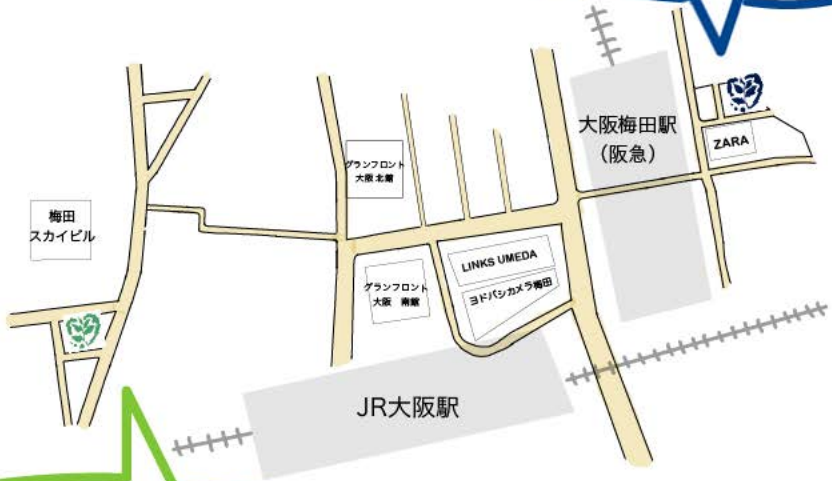 大阪梅田駅
(阪急)
ZARA
グランフロント
大阪 北館
梅田
スカイビル
LINKS UMEDA
グランフロント
大阪 南館
ヨドバシカメラ梅田
JR大阪駅